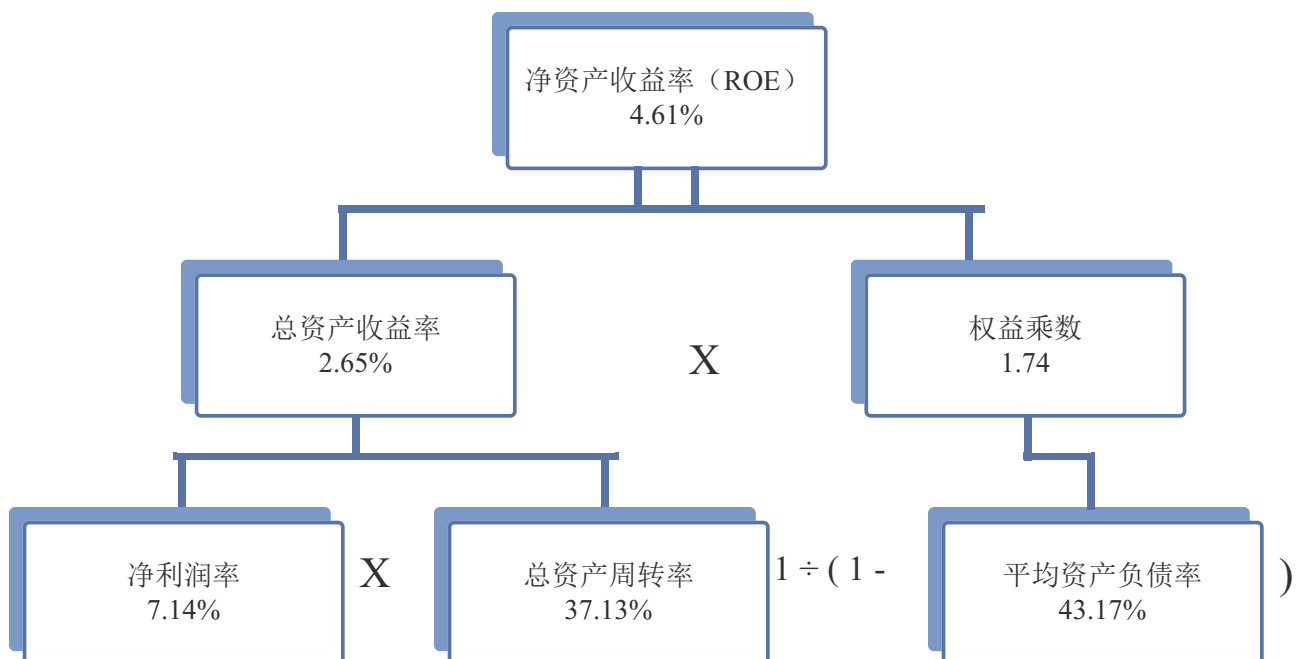 净资产收益率（ROE）
4.61%
总资产收益率
2.65%
X
权益乘数
1.74
净利润率
7.14%
X
总资产周转率
37.13%
1 ÷ ( 1 -
平均资产负债率
43.17%
)